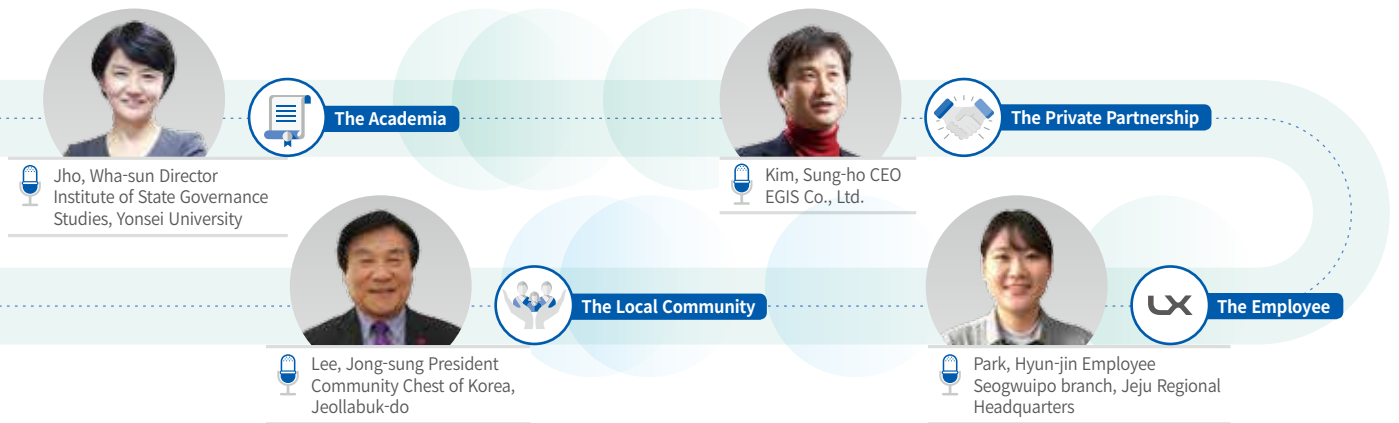 The Academia
Jho, Wha-sun Director
Institute of State Governance
Studies, Yonsei University
The Private Partnership
Kim, Sung-ho CEO
EGIS Co., Ltd.
The Local Community
Lee, Jong-sung President
Community Chest of Korea,
Jeollabuk-do
LX
The Employee
Park, Hyun-jin Employee
Seogwuipo branch, Jeju Regional
Headquarters